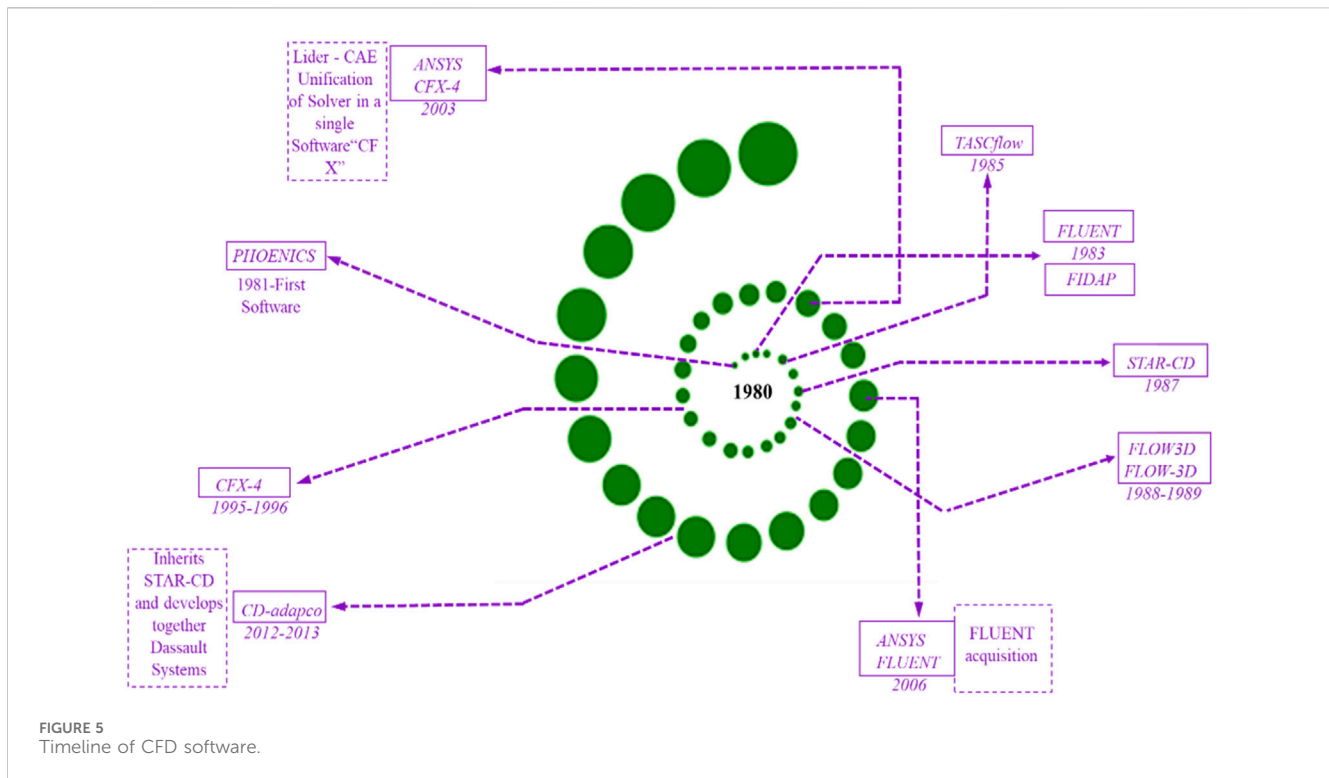 Lider - CAE
Unification
of Solver in a
single
Software“CF
X”
ANSYS
CFX-4
2003
TASCflow
1985
FLUENT
1983
FIDAP
PHOENICS
1981-First
Software
1980
STAR-CD
1987
FLOW3D
FLOW-3D
1988-1989
CFX-4
1995-1996
Inherits
STAR-CD
and develops
together
Dassault
Systems
CD-adapco
2012-2013
ANSYS
FLUENT
2006
FLUENT
acquisition
FIGURE 5
Timeline of CFD software.